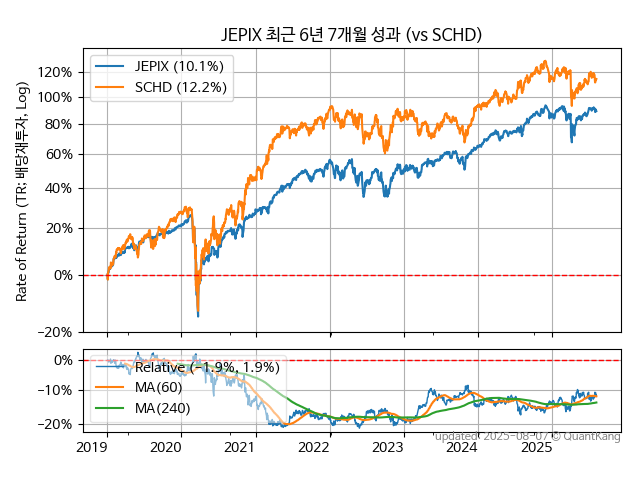 JEPIX 최근 6년 7개월 성과 (vs SCHD)
Rate of Return (TR: 배당재투자, Log)
120%
100%
80%
60%
40%
20%
0%
−20%
JEPIX (10.1%)
SCHD (12.2%)
0%
−10%
−20%
Relative (−1.9%, 1.9%)
MA(60)
MA(240)
2019 2020 2021 2022 2023 2024 2025
updated: 2025-08-07 © QuantKang